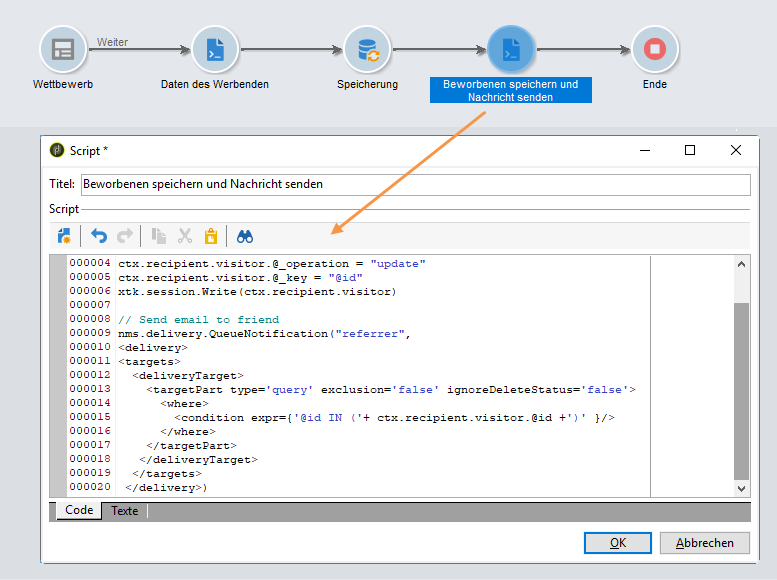 Weiter
Wettbewerb
Daten des Werbenden
Speicherung
Beworbenen speichern und
Nachricht senden
Ende
Script *
Titel: Beworbenen speichern und Nachricht senden
Script
000004 ctx.recipient.visitor.@_operation = "update"
000005 ctx.recipient.visitor.@_key = "@id"
000006 xtk.session.Write(ctx.recipient.visitor)
000007
000008 // Send email to friend
000009 nms.delivery.QueueNotification("referrer",
000010 <delivery>
000011 <targets>
000012   <deliveryTarget>
000013     <targetPart type='query' exclusion='false' ignoreDeleteStatus='false'>
000014       <where>
000015         <condition expr={'@id IN ('+ ctx.recipient.visitor.@id +')' }/>
000016       </where>
000017     </targetPart>
000018    </deliveryTarget>
000019   </targets>
000020  </delivery>)
Code Texte
OK Abbrechen